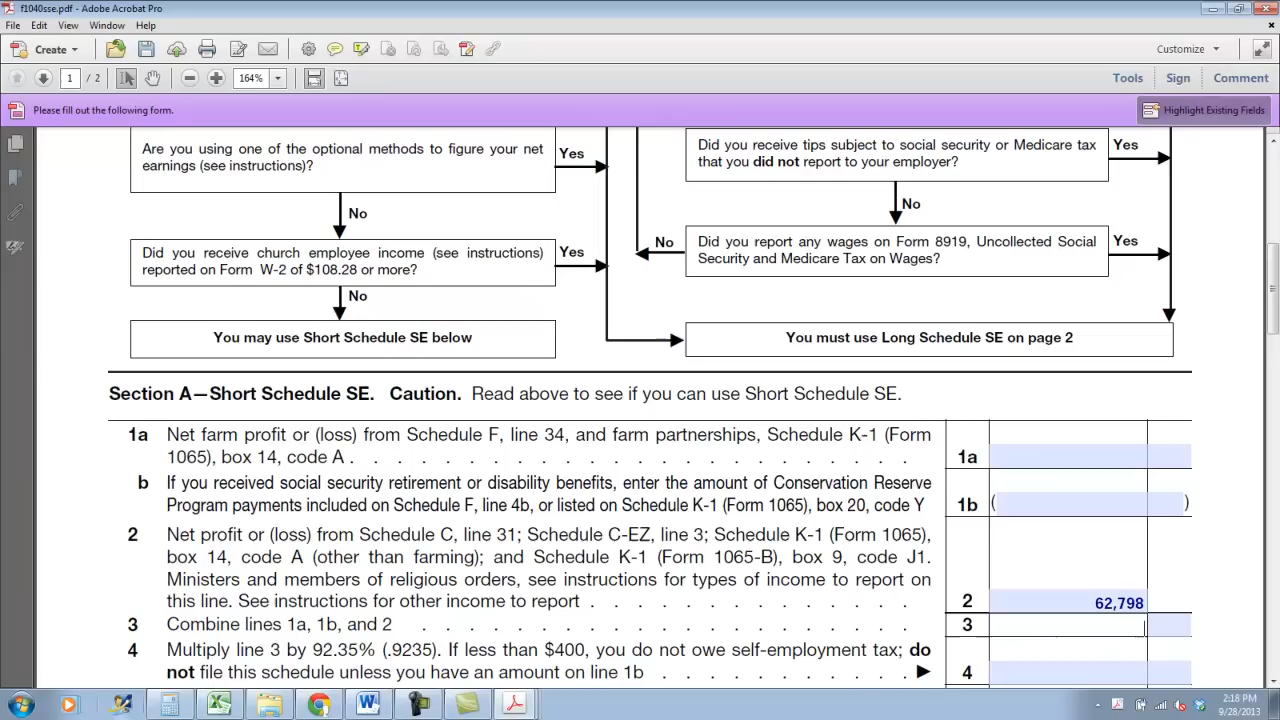 f1040sse.pdf - Adobe Acrobat Pro
File Edit View Window Help
Create
Customize
1 / 2 164% Tools Sign Comment
Please fill out the following form.
Highlight Existing Fields
Are you using one of the optional methods to figure your net
earnings (see instructions)?
Yes
No
Did you receive church employee income (see instructions)
reported on Form W-2 of $108.28 or more?
Yes
No
You may use Short Schedule SE below
Did you receive tips subject to social security or Medicare tax
that you did not report to your employer?
Yes
No
No
Did you report any wages on Form 8919, Uncollected Social
Security and Medicare Tax on Wages?
Yes
You must use Long Schedule SE on page 2
Section A—Short Schedule SE. Caution. Read above to see if you can use Short Schedule SE.
1a Net farm profit or (loss) from Schedule F, line 34, and farm partnerships, Schedule K-1 (Form
1065), box 14, code A . . . . . . . . . . . . . . . . . . . 1a
b If you received social security retirement or disability benefits, enter the amount of Conservation Reserve
Program payments included on Schedule F, line 4b, or listed on Schedule K-1 (Form 1065), box 20, code Y 1b ( )
2 Net profit or (loss) from Schedule C, line 31; Schedule C-EZ, line 3; Schedule K-1 (Form 1065),
box 14, code A (other than farming); and Schedule K-1 (Form 1065-B), box 9, code J1.
Ministers and members of religious orders, see instructions for types of income to report on
this line. See instructions for other income to report . . . . . . . . . . . . 2 62,798
3 Combine lines 1a, 1b, and 2 . . . . . . . . . . . . . . . . . . 3
4 Multiply line 3 by 92.35% (.9235). If less than $400, you do not owe self-employment tax; do
not file this schedule unless you have an amount on line 1b . . . . . . . . . . ▶ 4
2:18 PM
9/28/2013